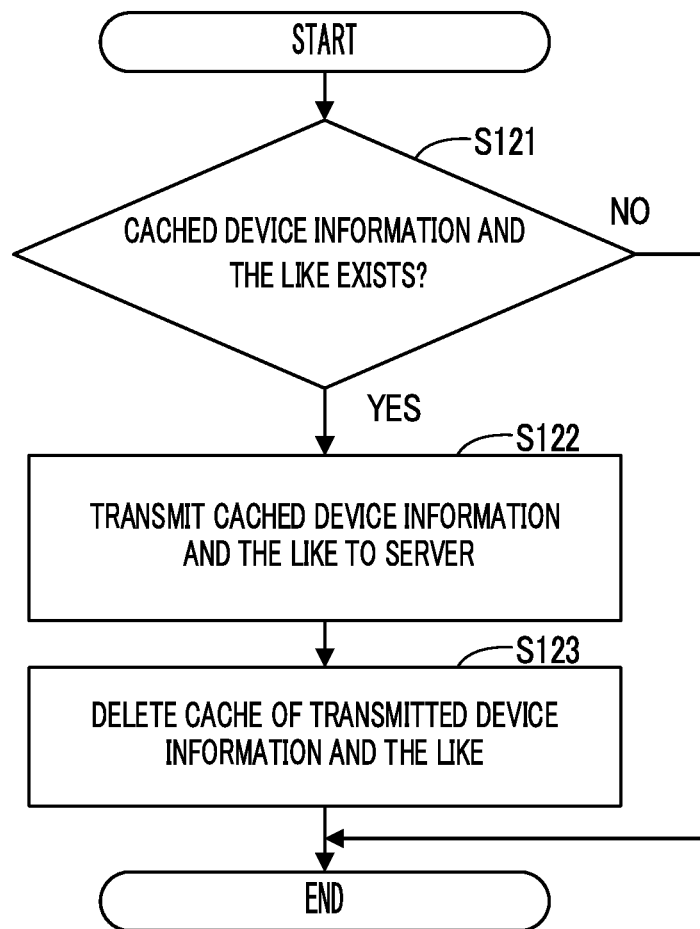 START
S121
NO
CACHED DEVICE INFORMATION AND
THE LIKE EXISTS?
YES
S122
TRANSMIT CACHED DEVICE INFORMATION
AND THE LIKE TO SERVER
S123
DELETE CACHE OF TRANSMITTED DEVICE
INFORMATION AND THE LIKE
END